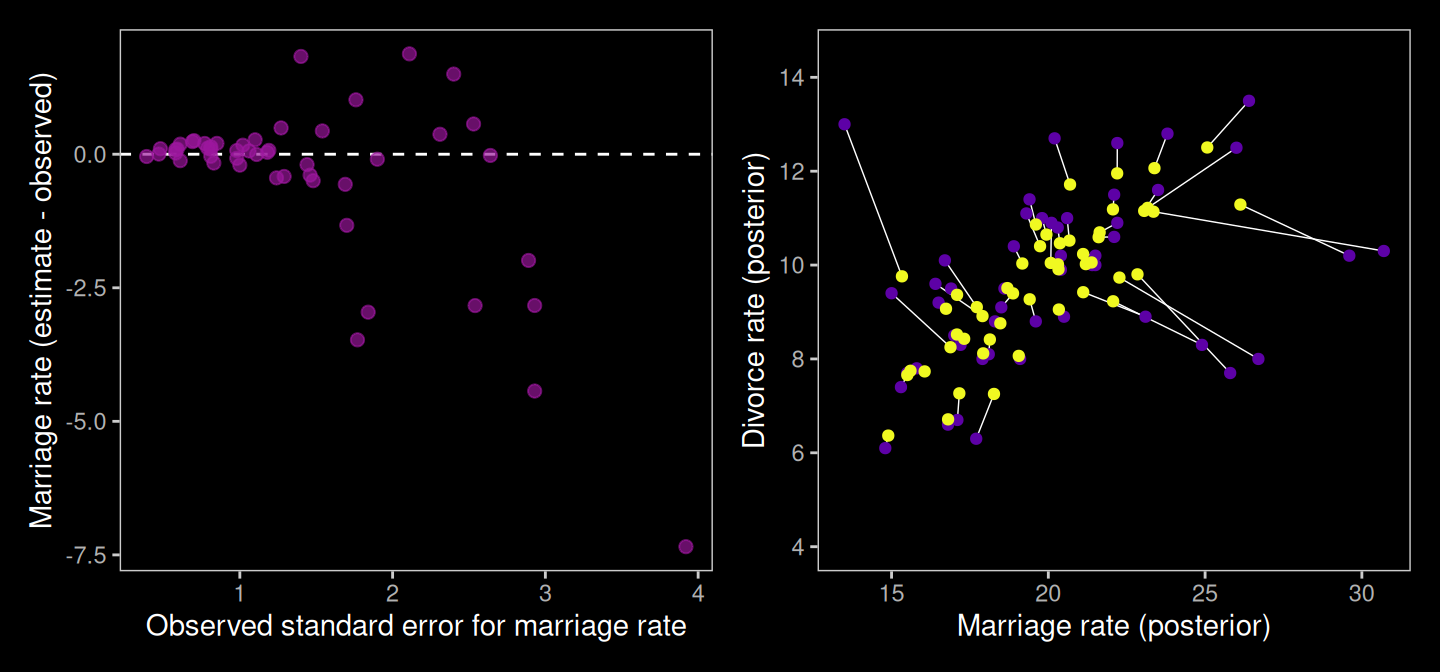 Marriage rate (estimate - observed)
0.0
-2.5
-5.0
-7.5
1 2 3 4
Observed standard error for marriage rate
Divorce rate (posterior)
14
12
10
8
6
4
15 20 25 30
Marriage rate (posterior)